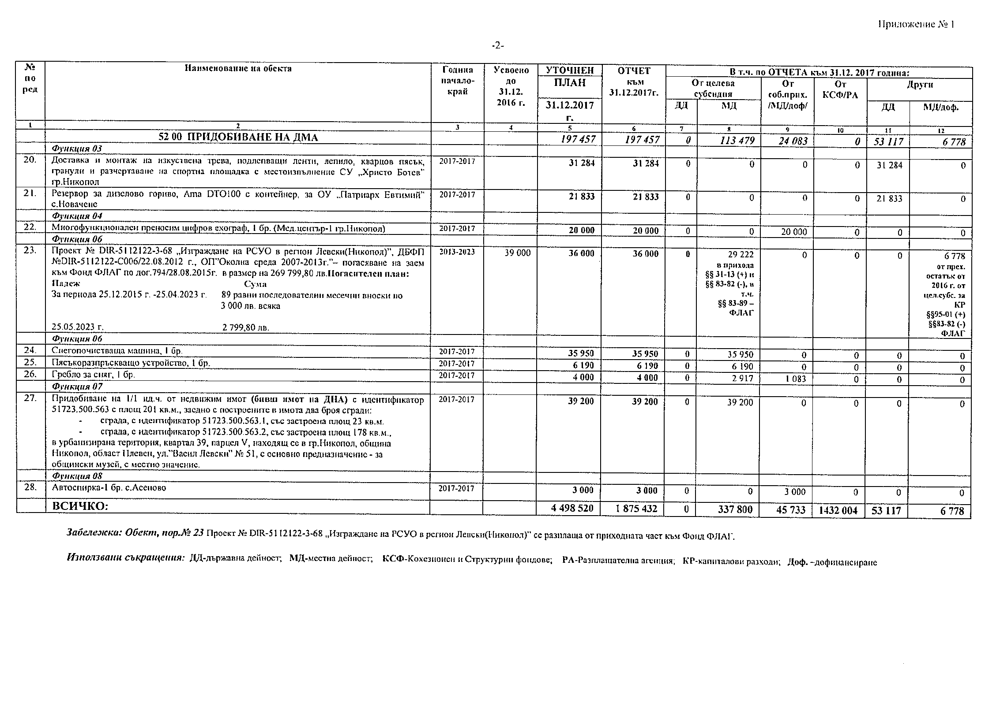 Приложение № 1
-2-
№ по ред | Наименование на обекта | Година начало-край | Усвоено до 31.12. 2016 г. | УТОЧНЕН ПЛАН 31.12.2017 г. | ОТЧЕТ към 31.12.2017г. | В т.ч. по ОТЧЕТА към 31.12. 2017 година:
От целева субсидия | От соб.прих. /МД/доф/ | От КСФ/РА | Други
ДД | МД | ДД | МД/доф.
1 2 3 4 5 6 7 8 9 10 11 12
52 00 ПРИДОБИВАНЕ НА ДМА 197 457 197 457 0 113 479 24 083 0 53 117 6 778
Функция 03
20. Доставка и монтаж на изкуствена трева, подлепващи ленти, лепило, кварцов пясък, 2017-2017 31 284 31 284 0 0 0 0 31 284 0
гранули и разчертаване на спортна площадка с местоизпълнение СУ „Христо Ботев”
гр.Никопол
21. Резервор за дизелово гориво, Ama DTO100 с контейнер, за ОУ „Патриарх Евтимий” 2017-2017 21 833 21 833 0 0 0 0 21 833 0
с.Новачене
Функция 04
22. Многофункционален преносим цифров ехограф, 1 бр. (Мед.център-1 гр.Никопол) 2017-2017 20 000 20 000 0 0 20 000 0 0 0
Функция 06
23. Проект № DIR-5112122-3-68 „Изграждане на РСУО в регион Левски(Никопол)”, ДБФП 2013-2023 39 000 36 000 36 000 0 29 222 0 0 0 6 778
№DIR-5112122-C006/22.08.2012 г., ОП”Околна среда 2007-2013г.”– погасяване на заем
към Фонд ФЛАГ по дог.794/28.08.2015г. в размер на 269 799,80 лв.Погасителен план:
Падеж Сума
За периода 25.12.2015 г. -25.04.2023 г. 89 равни последователни месечни вноски по
3 000 лв. всяка
25.05.2023 г. 2 799,80 лв.
в прихода
§§ 31-13 (+) и
§§ 83-82 (-), в
т.ч.
§§ 83-89 –
ФЛАГ
от прех.
остатък от
2016 г. от
цел.субс. за
КР
§§95-01 (+)
§§83-82 (-)
ФЛАГ
Функция 06
24. Снегопочистваща машина, 1 бр. 2017-2017 35 950 35 950 0 35 950 0 0 0 0
25. Пясъкоразпръскващо устройство, 1 бр. 2017-2017 6 190 6 190 0 6 190 0 0 0 0
26. Гребло за сняг, 1 бр. 2017-2017 4 000 4 000 0 2 917 1 083 0 0 0
Функция 07
27. Придобиване на 1/1 ид.ч. от недвижим имот (бивш имот на ДНА) с идентификатор 2017-2017 39 200 39 200 0 39 200 0 0 0 0
51723.500.563 с площ 201 кв.м., заедно с построените в имота два броя сгради:
- сграда, с идентификатор 51723.500.563.1, със застроена площ 23 кв.м.
- сграда, с идентификатор 51723.500.563.2, със застроена площ 178 кв.м.,
в урбанизирана територия, квартал 39, парцел V, находящ се в гр.Никопол, община
Никопол, област Плевен, ул.”Васил Левски” № 51, с основно предназначение - за
общински музей, с местно значение.
Функция 08
28. Автоспирка-1 бр. с.Асеново 2017-2017 3 000 3 000 0 0 3 000 0 0 0
ВСИЧКО: 4 498 520 1 875 432 0 337 800 45 733 1432 004 53 117 6 778
Забележка: Обект, пор.№ 23 Проект № DIR-5112122-3-68 „Изграждане на РСУО в регион Левски(Никопол)” се разплаща от приходната част към Фонд ФЛАГ.
Използвани съкращения: ДД-държавна дейност; МД-местна дейност; КСФ-Кохезионен и Структурни фондове; РА-Разплащателна агенция; КР-капиталови разходи; Доф. –дофинансиране